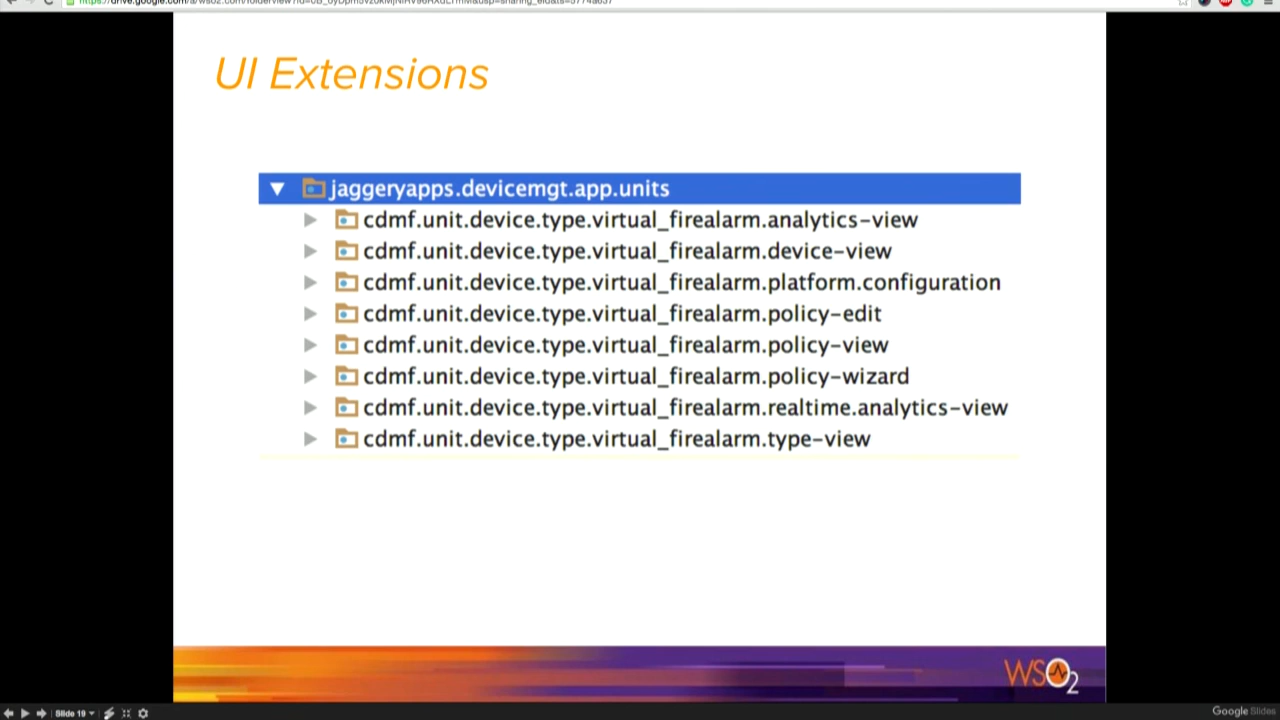 UI Extensions
jaggeryapps.devicemgt.app.units
cdmf.unit.device.type.virtual_firealarm.analytics-view
cdmf.unit.device.type.virtual_firealarm.device-view
cdmf.unit.device.type.virtual_firealarm.platform.configuration
cdmf.unit.device.type.virtual_firealarm.policy-edit
cdmf.unit.device.type.virtual_firealarm.policy-view
cdmf.unit.device.type.virtual_firealarm.policy-wizard
cdmf.unit.device.type.virtual_firealarm.realtime.analytics-view
cdmf.unit.device.type.virtual_firealarm.type-view
WSO2
Slide 19
Google Slides